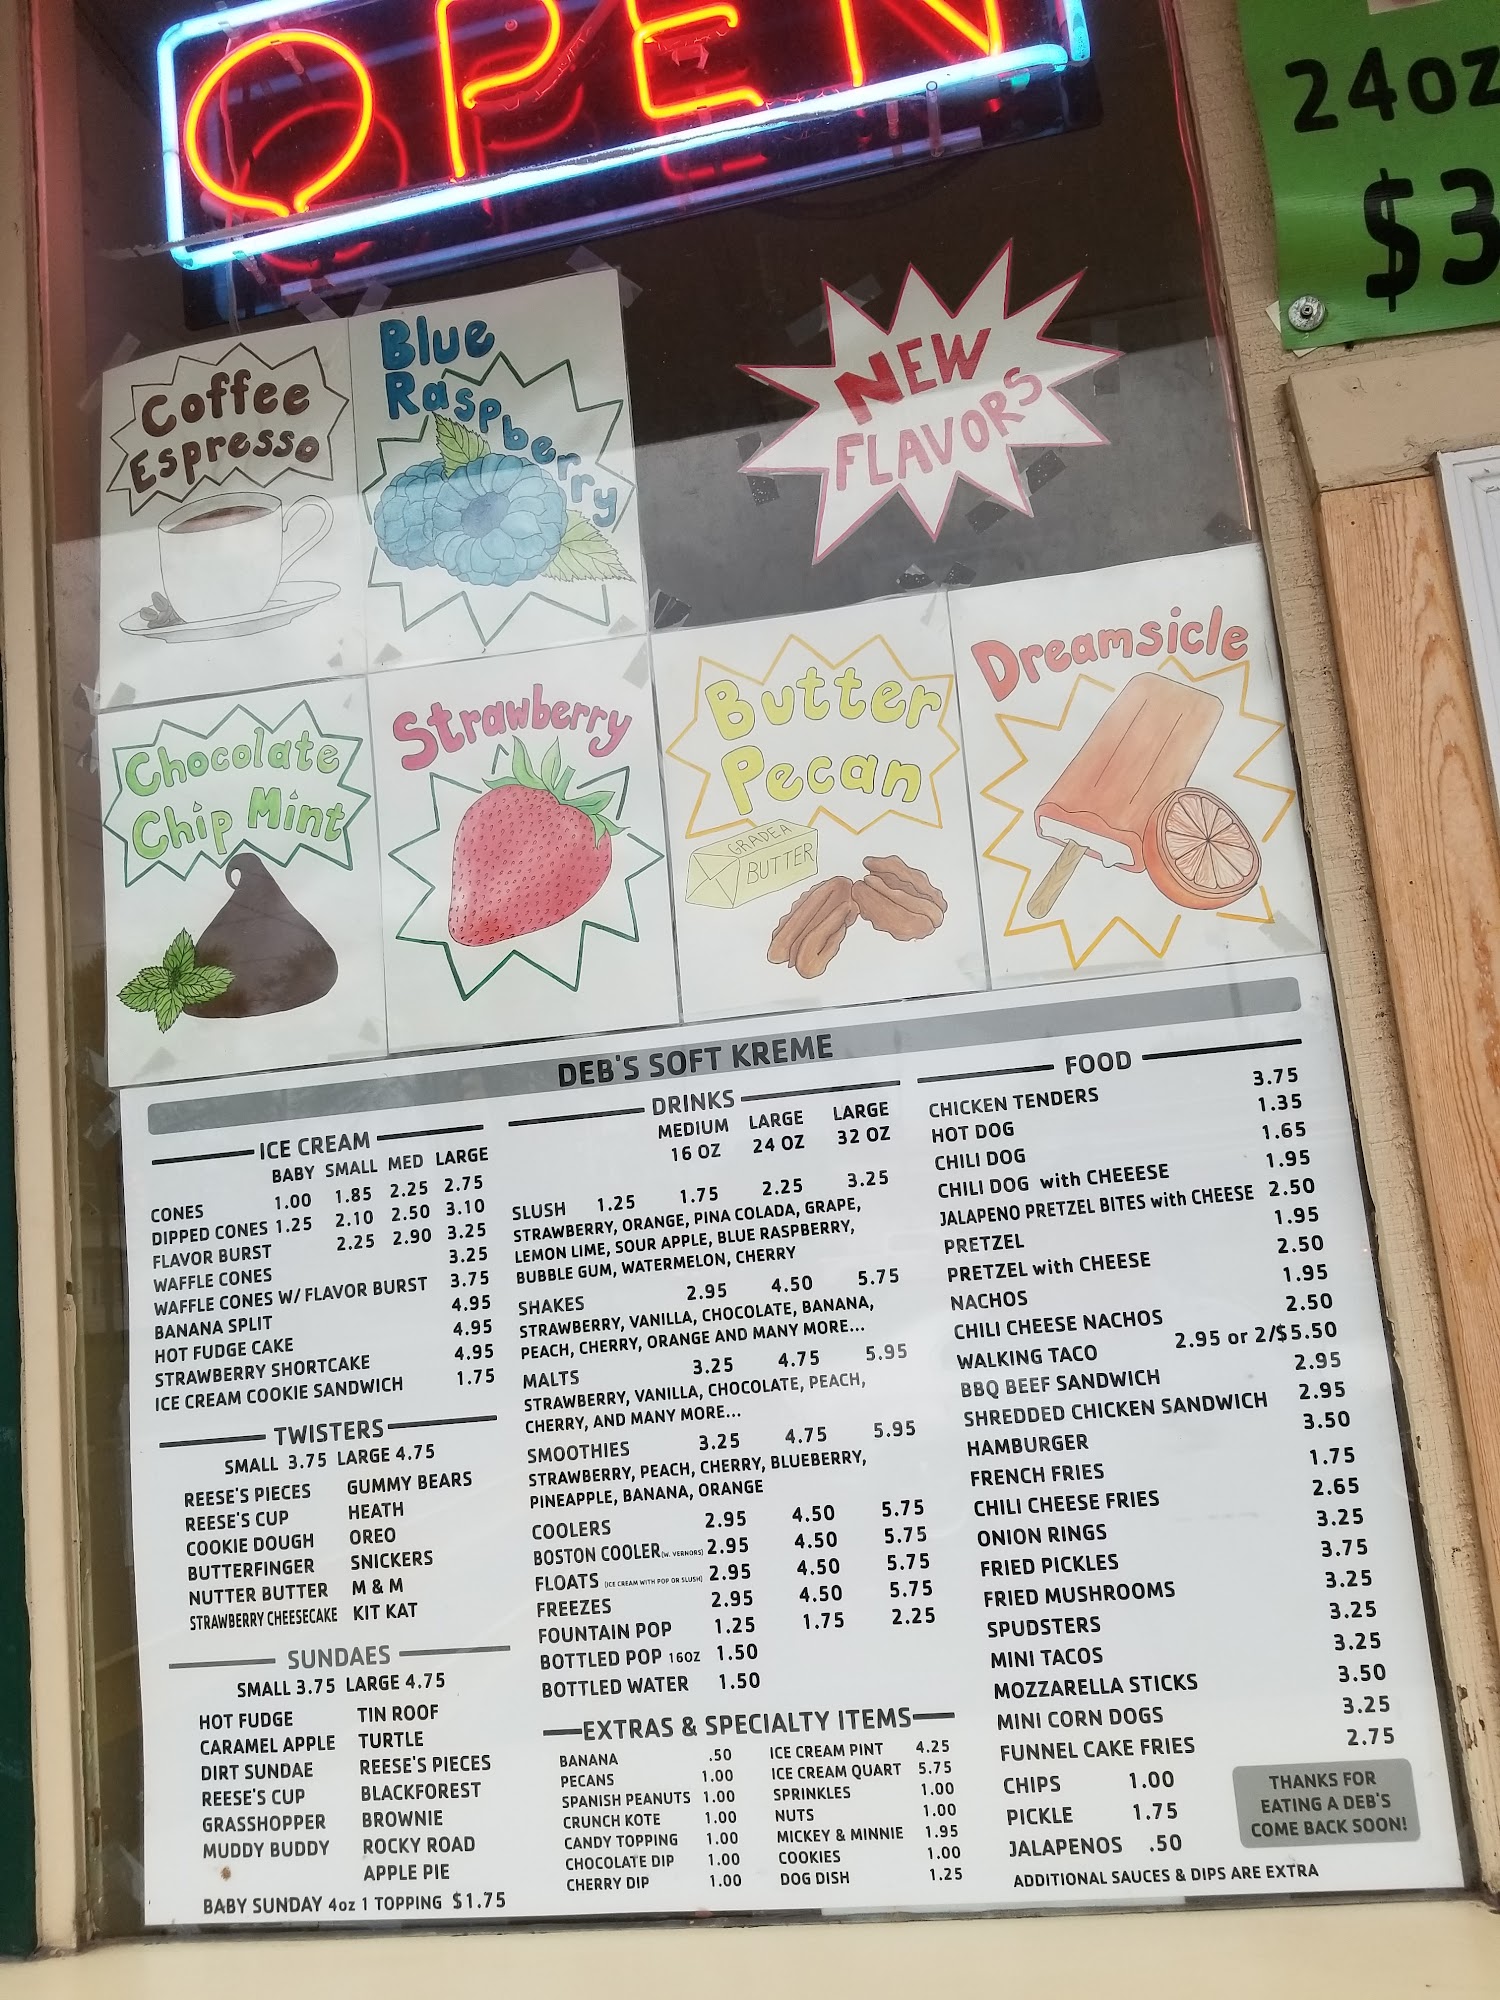 OPEN
24oz
$3
Coffee
Espresso
Blue
Raspberry
NEW
FLAVORS
Chocolate
Chip Mint
Strawberry
Butter
Pecan
GRADEA
BUTTER
Dreamsicle
DEB'S SOFT KREME
ICE CREAM
BABY SMALL MED LARGE
CONES 1.00 1.85 2.25 2.75
DIPPED CONES 1.25 2.10 2.50 3.10
FLAVOR BURST 2.25 2.90 3.25
WAFFLE CONES 3.25
WAFFLE CONES W/ FLAVOR BURST 3.75
BANANA SPLIT 4.95
HOT FUDGE CAKE 4.95
STRAWBERRY SHORTCAKE 4.95
ICE CREAM COOKIE SANDWICH 1.75
TWISTERS
SMALL 3.75 LARGE 4.75
REESE'S PIECES GUMMY BEARS
REESE'S CUP HEATH
COOKIE DOUGH OREO
BUTTERFINGER SNICKERS
NUTTER BUTTER M & M
STRAWBERRY CHEESECAKE KIT KAT
SUNDAES
SMALL 3.75 LARGE 4.75
HOT FUDGE TIN ROOF
CARAMEL APPLE TURTLE
DIRT SUNDAE REESE'S PIECES
REESE'S CUP BLACKFOREST
GRASSHOPPER BROWNIE
MUDDY BUDDY ROCKY ROAD
APPLE PIE
BABY SUNDAY 4oz 1 TOPPING $1.75
DRINKS
MEDIUM LARGE LARGE
16 OZ 24 OZ 32 OZ
SLUSH 1.25 1.75 2.25 3.25
STRAWBERRY, ORANGE, PINA COLADA, GRAPE,
LEMON LIME, SOUR APPLE, BLUE RASPBERRY,
BUBBLE GUM, WATERMELON, CHERRY
SHAKES 2.95 4.50 5.75
STRAWBERRY, VANILLA, CHOCOLATE, BANANA,
PEACH, CHERRY, ORANGE AND MANY MORE...
MALTS 3.25 4.75 5.95
STRAWBERRY, VANILLA, CHOCOLATE, PEACH,
CHERRY, AND MANY MORE...
SMOOTHIES 3.25 4.75 5.95
STRAWBERRY, PEACH, CHERRY, BLUEBERRY,
PINEAPPLE, BANANA, ORANGE
COOLERS 2.95 4.50 5.75
BOSTON COOLER (W. VERNORS) 2.95 4.50 5.75
FLOATS (ICE CREAM WITH POP OR SLUSH) 2.95 4.50 5.75
FREEZES 2.95 4.50 5.75
FOUNTAIN POP 1.25 1.75 2.25
BOTTLED POP 16OZ 1.50
BOTTLED WATER 1.50
EXTRAS & SPECIALTY ITEMS
BANANA .50 ICE CREAM PINT 4.25
PECANS 1.00 ICE CREAM QUART 5.75
SPANISH PEANUTS 1.00 SPRINKLES 1.00
CRUNCH KOTE 1.00 NUTS 1.00
CANDY TOPPING 1.00 MICKEY & MINNIE 1.95
CHOCOLATE DIP 1.00 COOKIES 1.00
CHERRY DIP 1.00 DOG DISH 1.25
FOOD
CHICKEN TENDERS 3.75
HOT DOG 1.35
CHILI DOG 1.65
CHILI DOG with CHEEESE 1.95
JALAPENO PRETZEL BITES with CHEESE 2.50
PRETZEL 1.95
PRETZEL with CHEESE 2.50
NACHOS 1.95
CHILI CHEESE NACHOS 2.50
WALKING TACO 2.95 or 2/$5.50
BBQ BEEF SANDWICH 2.95
SHREDDED CHICKEN SANDWICH 2.95
HAMBURGER 3.50
FRENCH FRIES 1.75
CHILI CHEESE FRIES 2.65
ONION RINGS 3.25
FRIED PICKLES 3.75
FRIED MUSHROOMS 3.25
SPUDSTERS 3.25
MINI TACOS 3.25
MOZZARELLA STICKS 3.50
MINI CORN DOGS 3.25
FUNNEL CAKE FRIES 2.75
CHIPS 1.00
PICKLE 1.75
JALAPENOS .50
THANKS FOR
EATING A DEB'S
COME BACK SOON!
ADDITIONAL SAUCES & DIPS ARE EXTRA